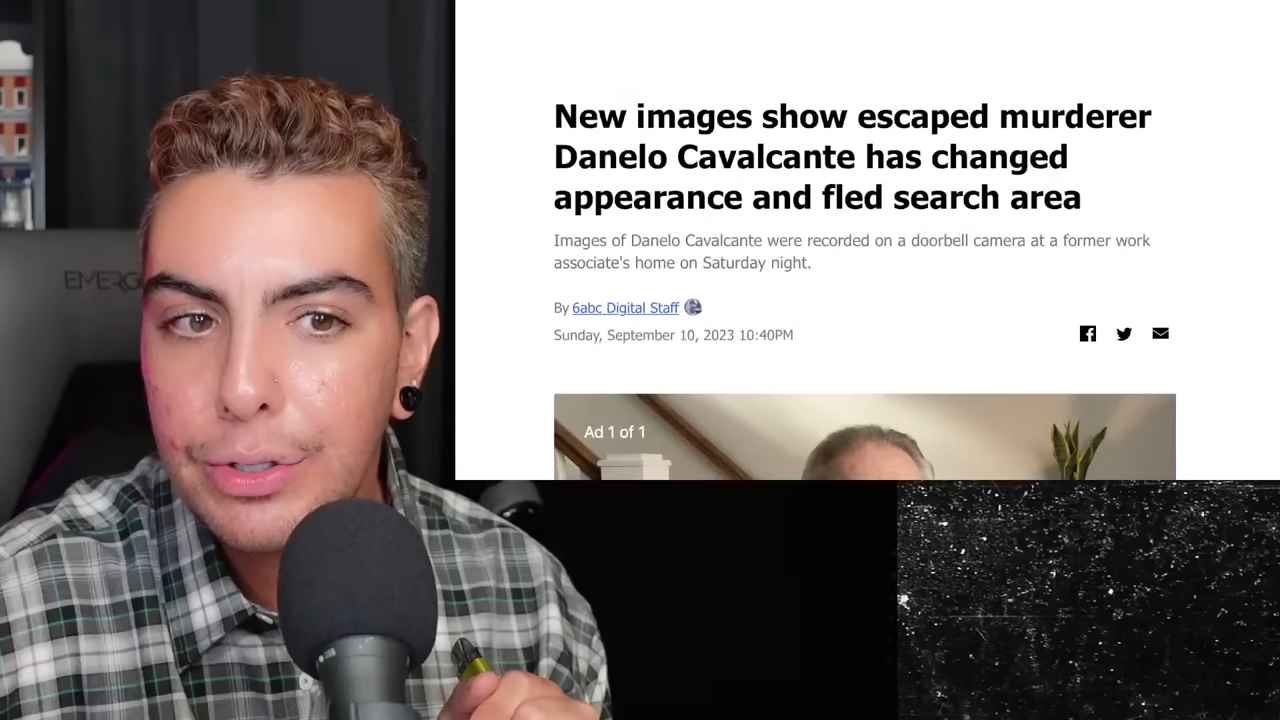 EMERG
New images show escaped murderer
Danelo Cavalcante has changed
appearance and fled search area
Images of Danelo Cavalcante were recorded on a doorbell camera at a former work
associate's home on Saturday night.
By 6abc Digital Staff
Sunday, September 10, 2023 10:40PM
Ad 1 of 1